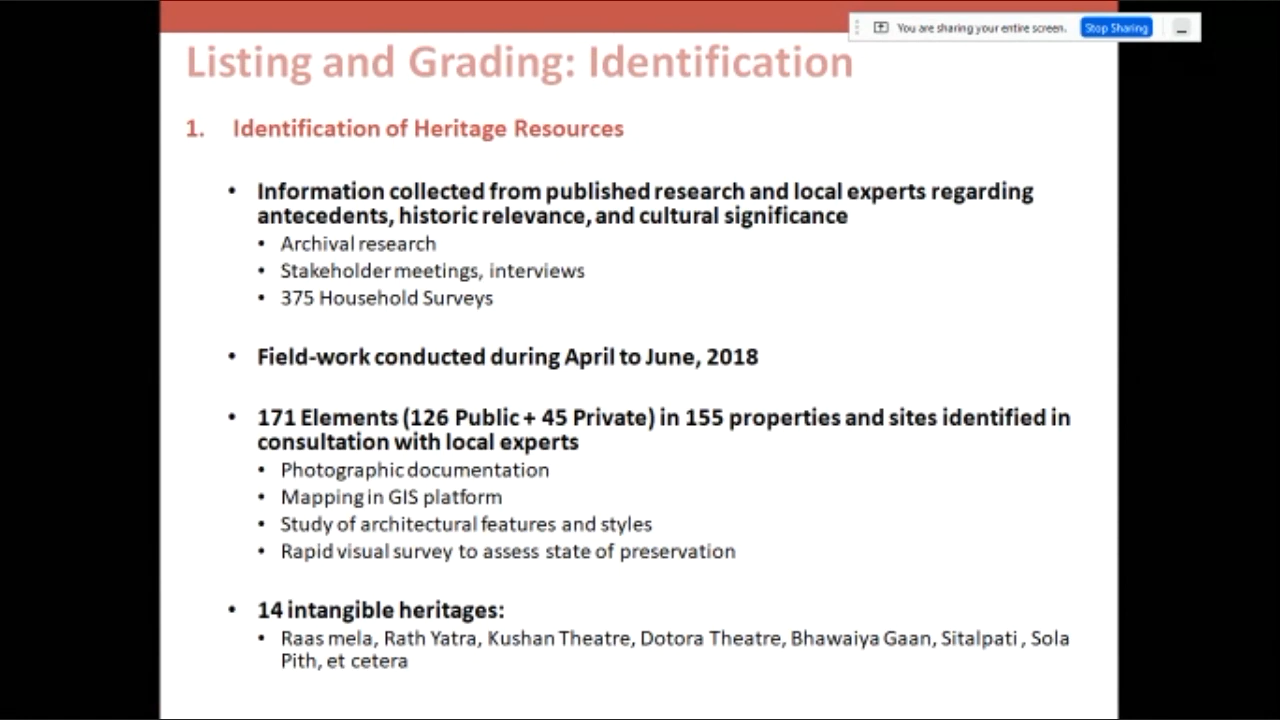 You are sharing your entire screen. Stop Sharing
Listing and Grading: Identification
1. Identification of Heritage Resources
• Information collected from published research and local experts regarding
antecedents, historic relevance, and cultural significance
• Archival research
• Stakeholder meetings, interviews
• 375 Household Surveys
• Field-work conducted during April to June, 2018
• 171 Elements (126 Public + 45 Private) in 155 properties and sites identified in
consultation with local experts
• Photographic documentation
• Mapping in GIS platform
• Study of architectural features and styles
• Rapid visual survey to assess state of preservation
• 14 intangible heritages:
• Raas mela, Rath Yatra, Kushan Theatre, Dotora Theatre, Bhawaiya Gaan, Sitalpati , Sola
Pith, et cetera